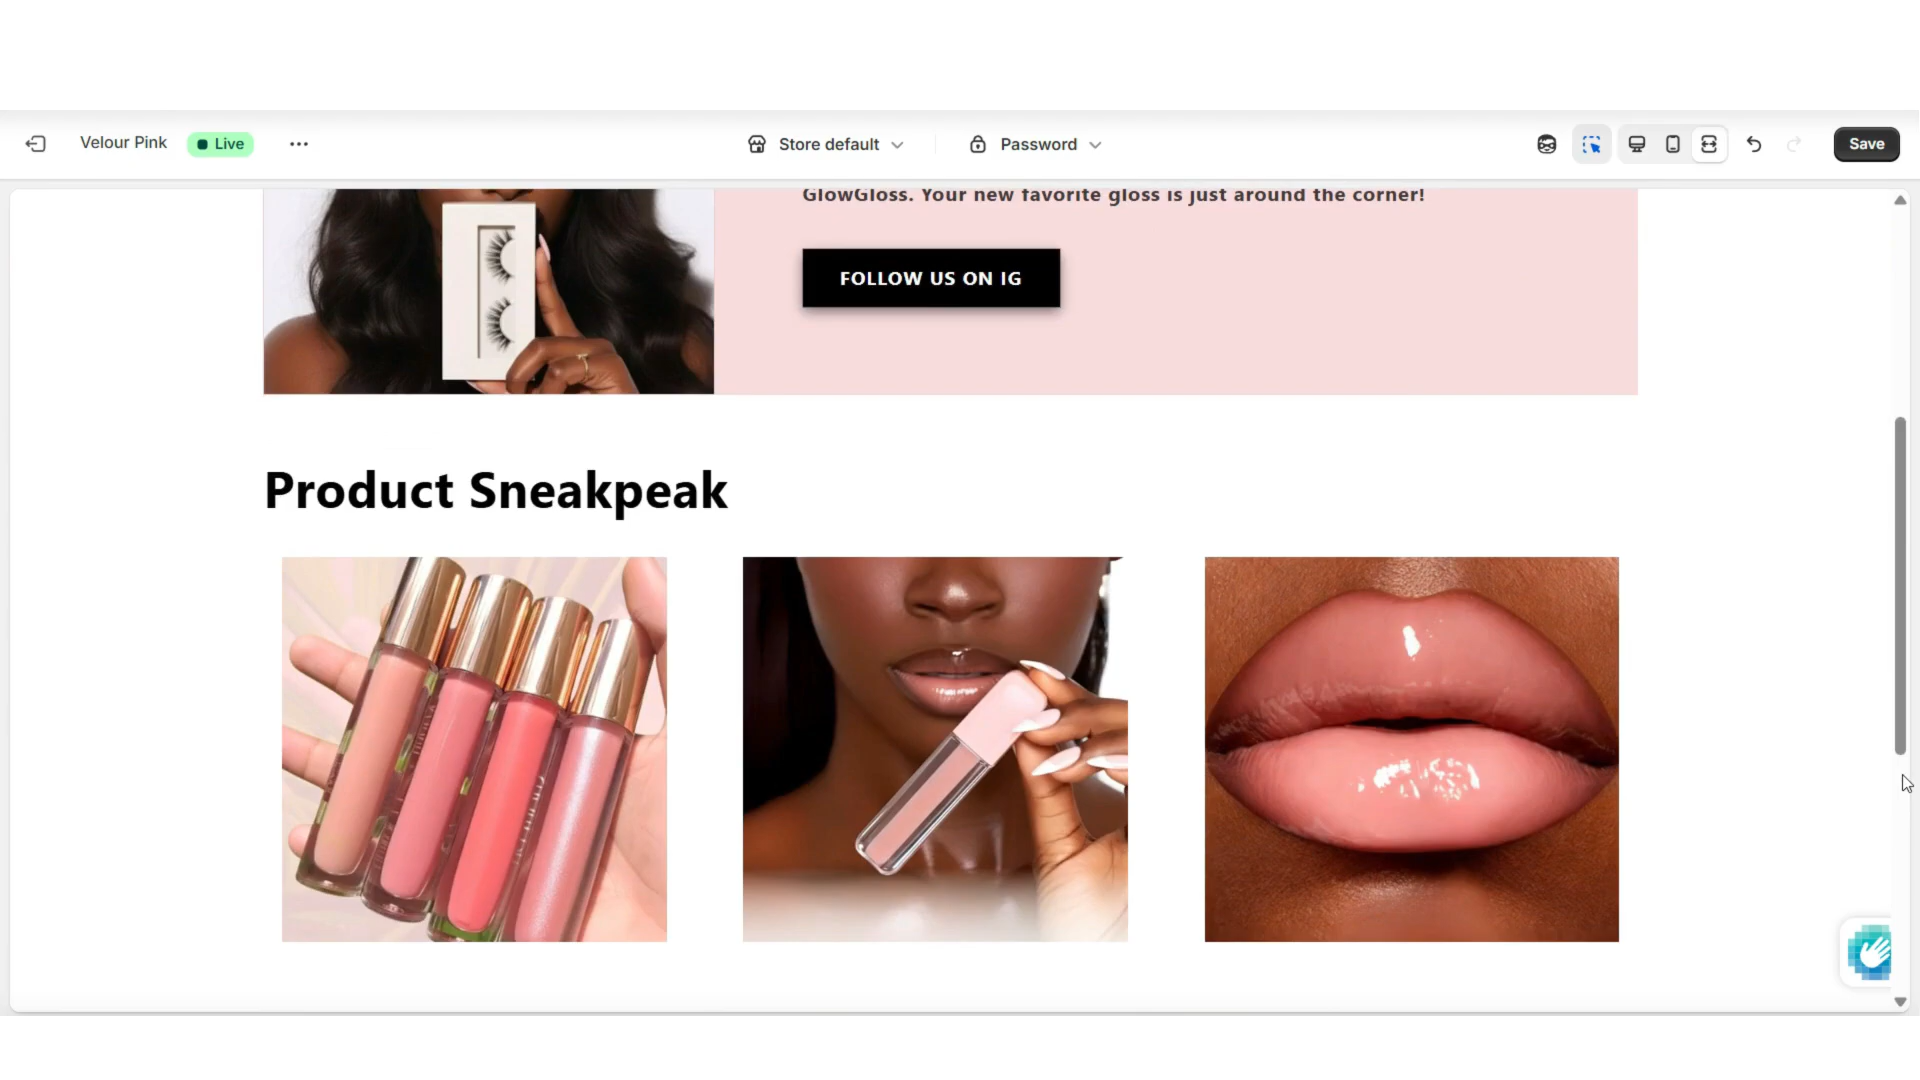 Velour Pink
Live
Store default
Password
Save
GlowGloss. Your new favorite gloss is just around the corner!
FOLLOW US ON IG
Product Sneakpeak